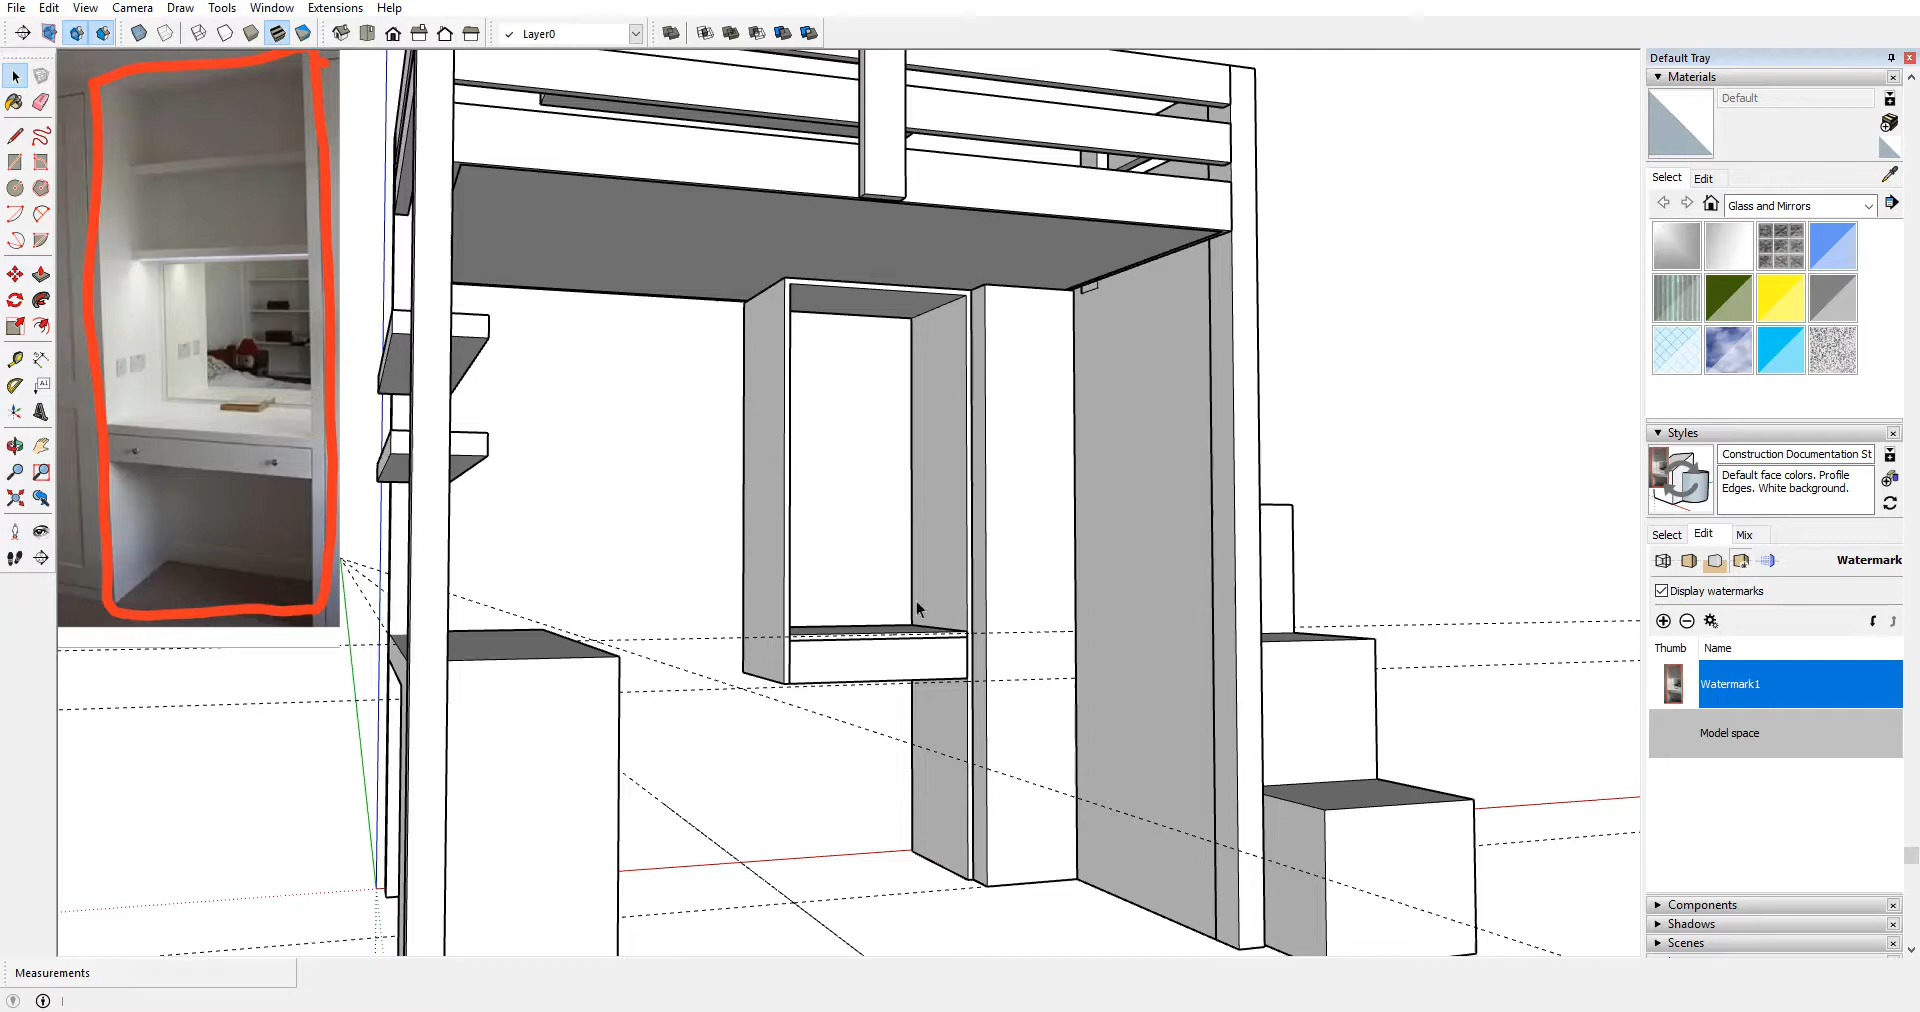 File Edit View Camera Draw Tools Window Extensions Help
Layer0
Default Tray
Materials
Default
Select Edit
Glass and Mirrors
Styles
Construction Documentation St
Default face colors. Profile
Edges. White background.
Select Edit Mix
Watermark
Display watermarks
Thumb Name
Watermark1
Model space
Components
Shadows
Scenes
Measurements
A1